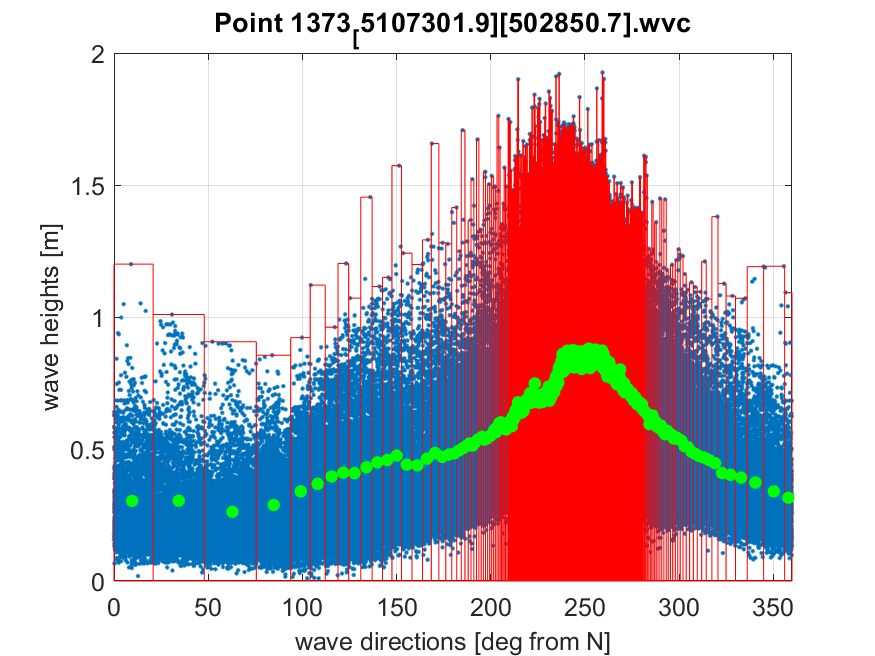 Point 1373[5107301.9][502850.7].wvc
2
1.5
1
0.5
0
wave heights [m]
0 50 100 150 200 250 300 350
wave directions [deg from N]